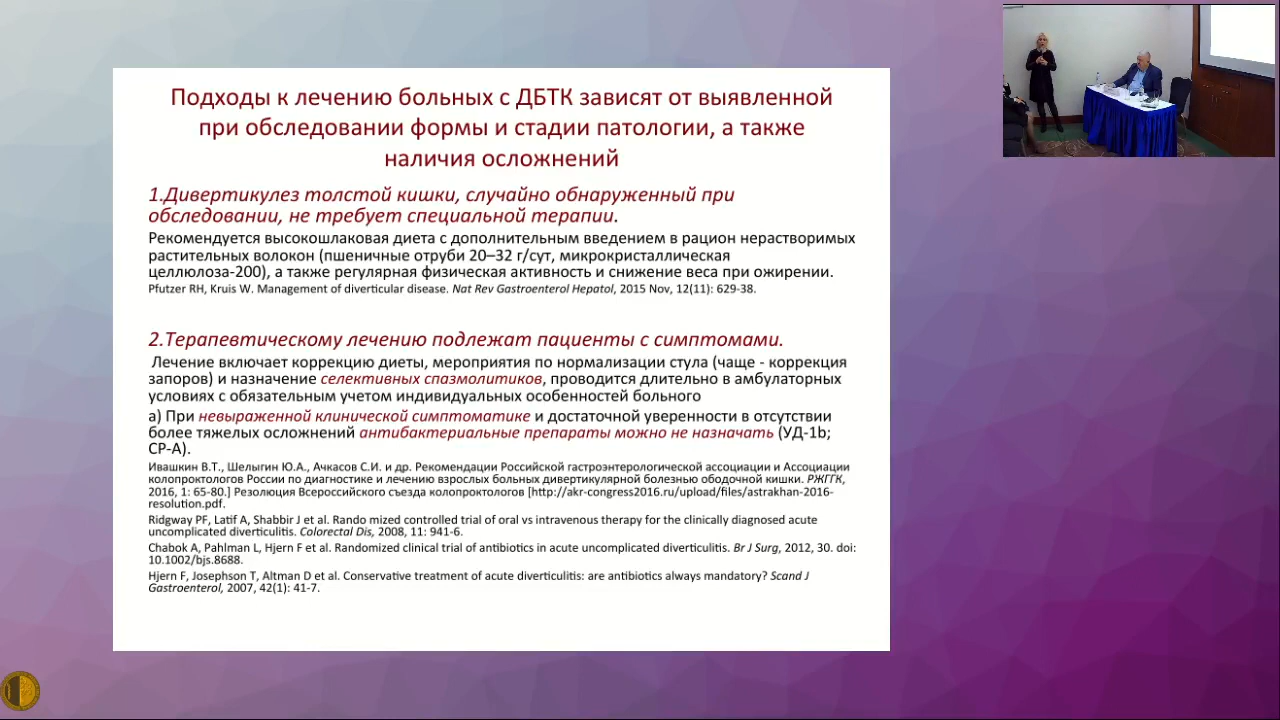 Подходы к лечению больных с ДБТК зависят от выявленной
при обследовании формы и стадии патологии, а также
наличия осложнений
1.Дивертикулез толстой кишки, случайно обнаруженный при
обследовании, не требует специальной терапии.
Рекомендуется высокошлаковая диета с дополнительным введением в рацион нерастворимых
растительных волокон (пшеничные отруби 20–32 г/сут, микрокристаллическая
целлюлоза-200), а также регулярная физическая активность и снижение веса при ожирении.
Pfutzer RH, Kruis W. Management of diverticular disease. Nat Rev Gastroenterol Hepatol, 2015 Nov, 12(11): 629-38.
2.Терапевтическому лечению подлежат пациенты с симптомами.
Лечение включает коррекцию диеты, мероприятия по нормализации стула (чаще - коррекция
запоров) и назначение селективных спазмолитиков, проводится длительно в амбулаторных
условиях с обязательным учетом индивидуальных особенностей больного
а) При невыраженной клинической симптоматике и достаточной уверенности в отсутствии
более тяжелых осложнений антибактериальные препараты можно не назначать (УД-1b;
СР-А).
Ивашкин В.Т., Шелыгин Ю.А., Ачкасов С.И. и др. Рекомендации Российской гастроэнтерологической ассоциации и Ассоциации
колопроктологов России по диагностике и лечению взрослых больных дивертикулярной болезнью ободочной кишки. РЖГГК,
2016, 1: 65-80.] Резолюция Всероссийского съезда колопроктологов [http://akr-congress2016.ru/upload/files/astrakhan-2016-
resolution.pdf.
Ridgway PF, Latif A, Shabbir J et al. Rando mized controlled trial of oral vs intravenous therapy for the clinically diagnosed acute
uncomplicated diverticulitis. Colorectal Dis, 2008, 11: 941-6.
Chabok A, Pahlman L, Hjern F et al. Randomized clinical trial of antibiotics in acute uncomplicated diverticulitis. Br J Surg, 2012, 30. doi:
10.1002/bjs.8688.
Hjern F, Josephson T, Altman D et al. Conservative treatment of acute diverticulitis: are antibiotics always mandatory? Scand J
Gastroenterol, 2007, 42(1): 41-7.